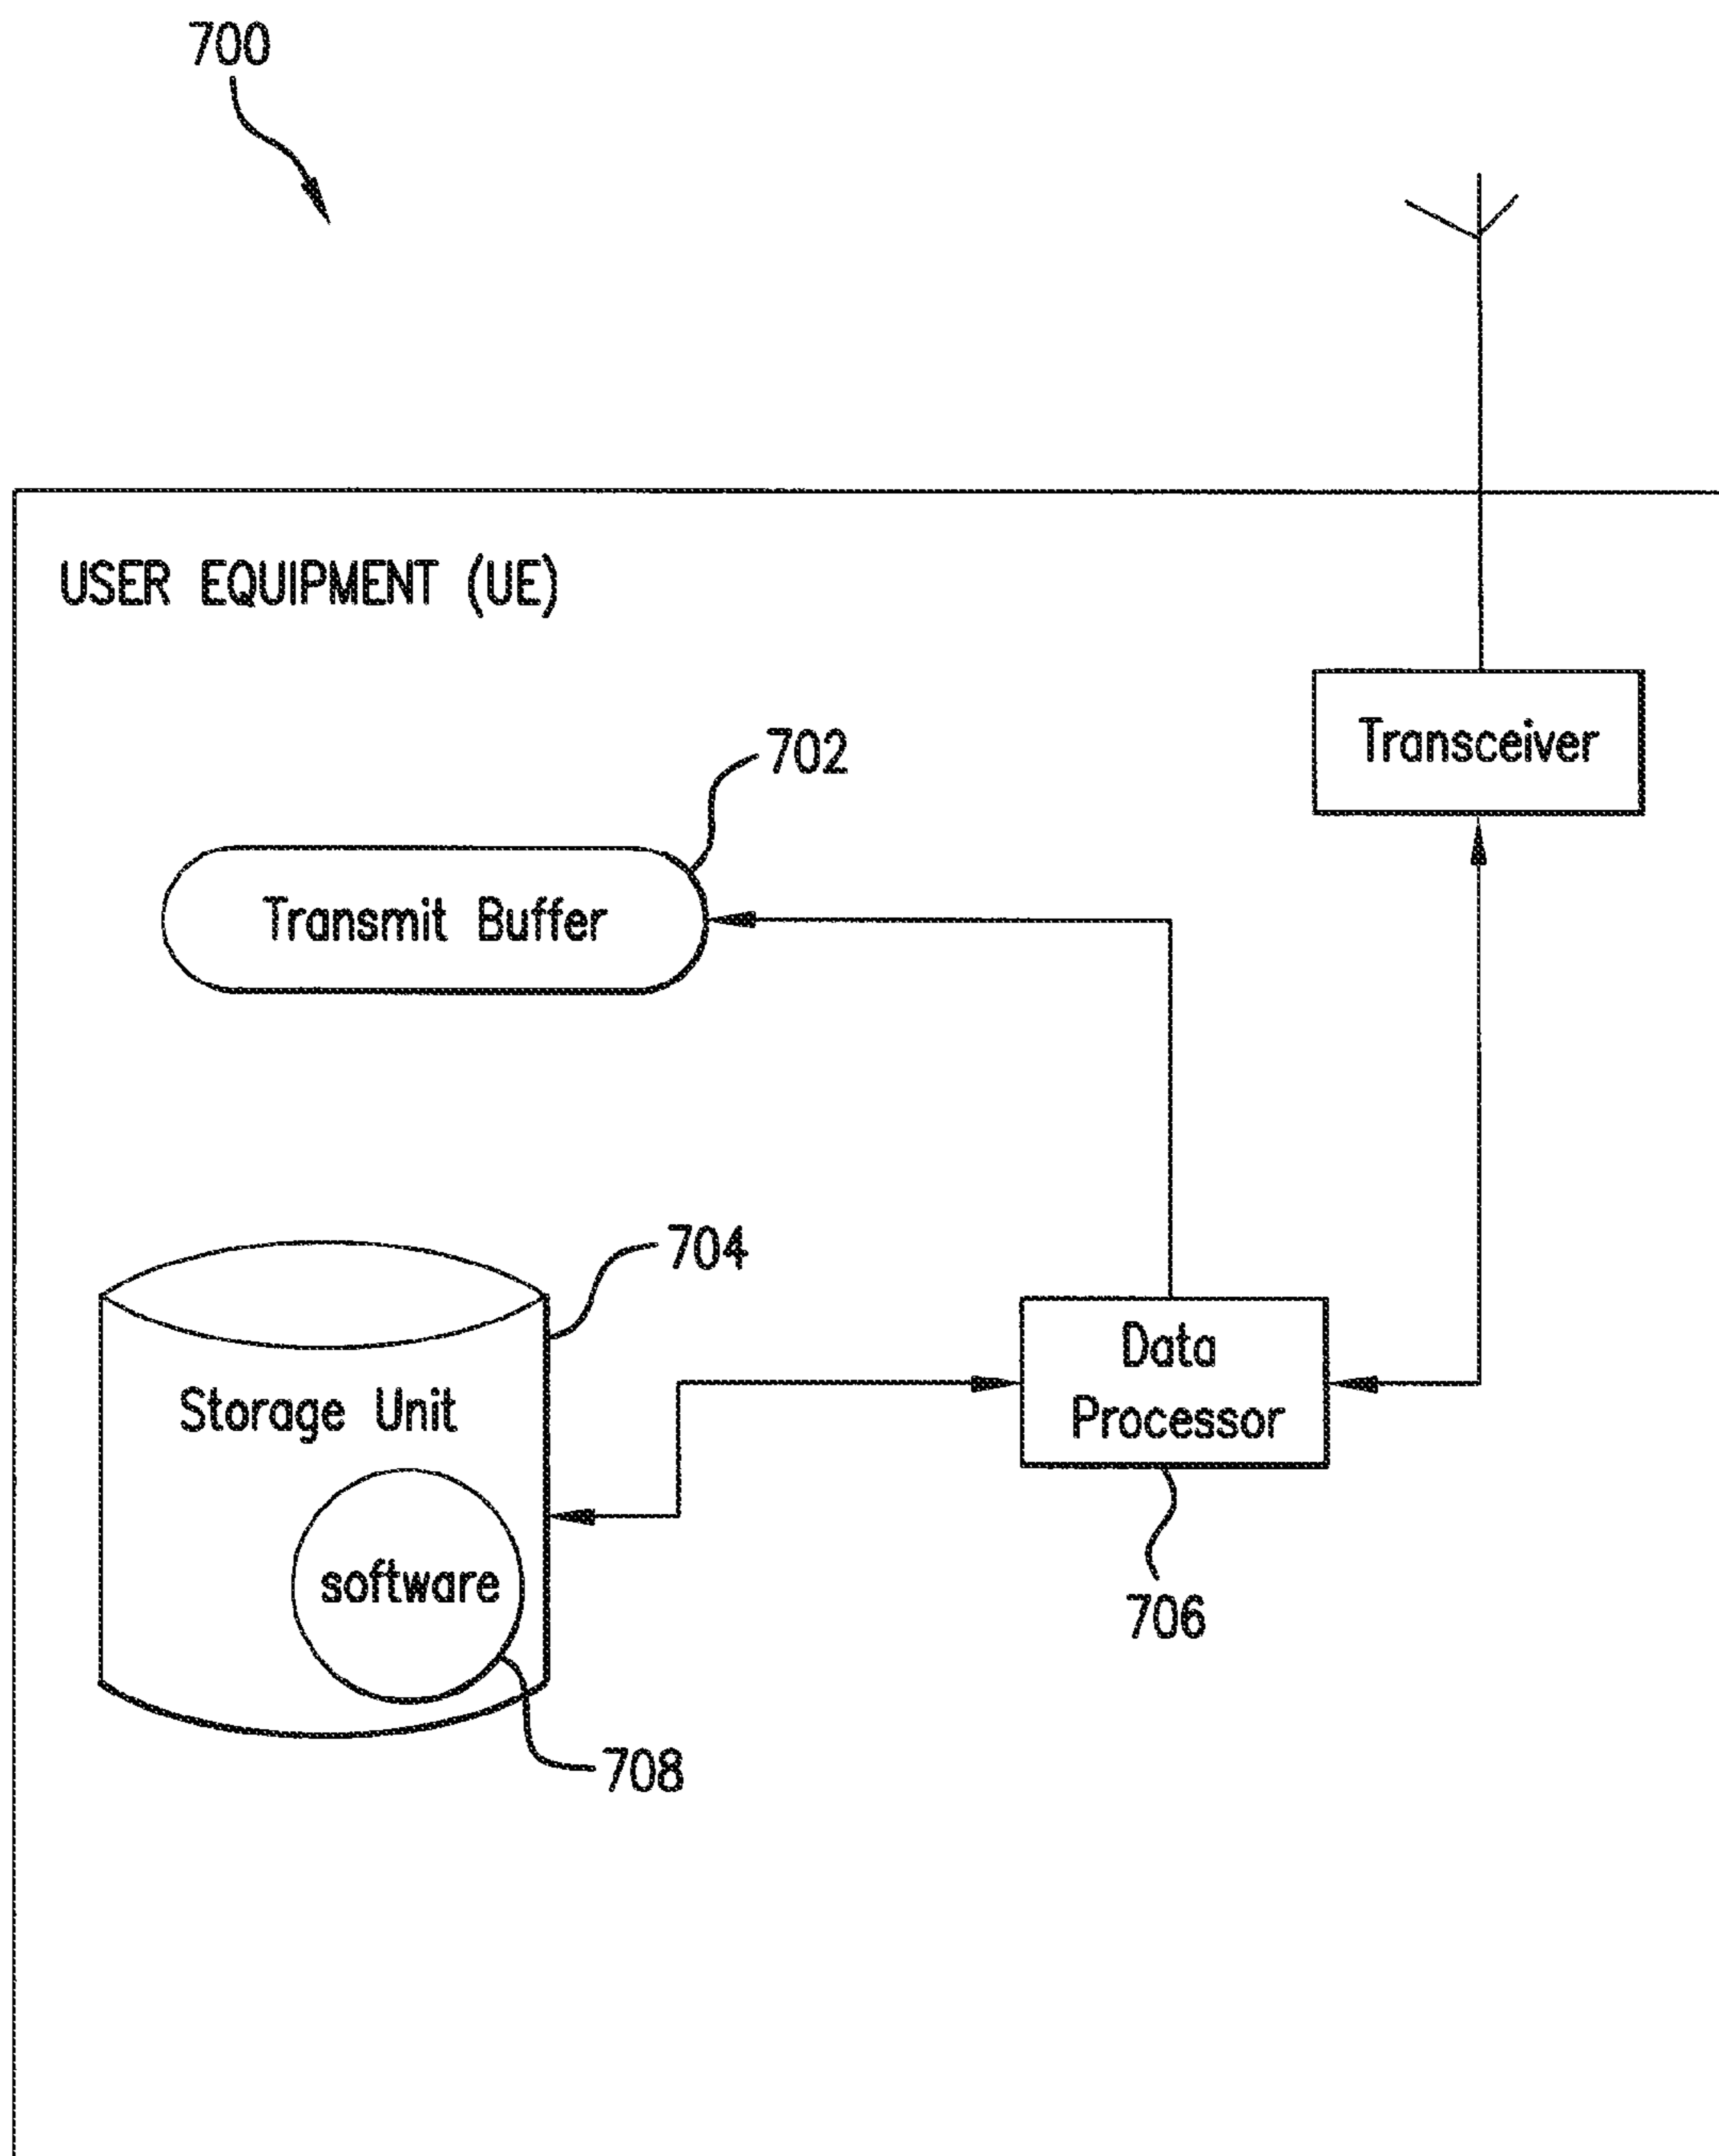 700
USER EQUIPMENT (UE)
Transceiver
702
Transmit Buffer
704
Storage Unit
Data
Processor
software
706
708